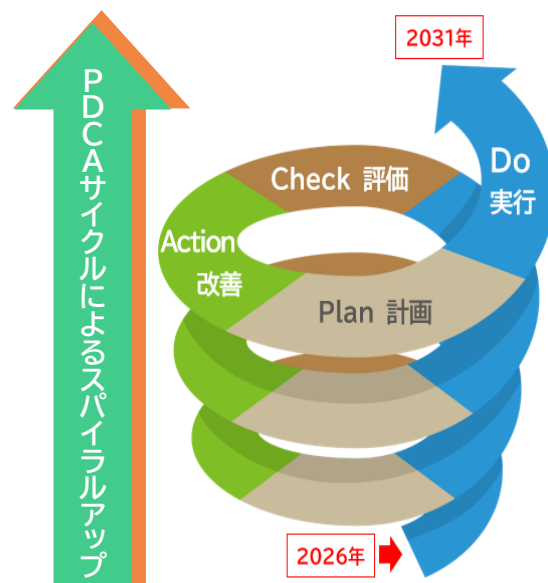 PDCAサイクルによるスパイラルアップ
2031年
Do
実行
Check 評価
Action
改善
Plan 計画
2026年